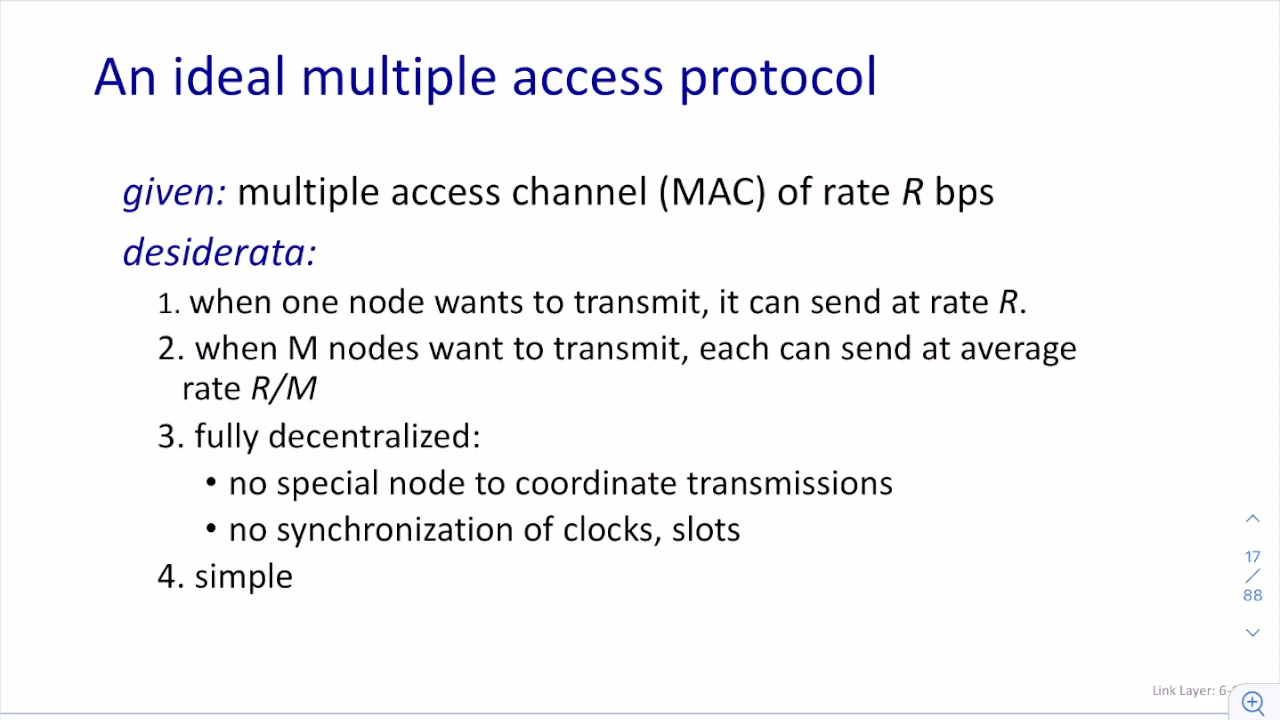 An ideal multiple access protocol
given: multiple access channel (MAC) of rate R bps
desiderata:
1. when one node wants to transmit, it can send at rate R.
2. when M nodes want to transmit, each can send at average
rate R/M
3. fully decentralized:
• no special node to coordinate transmissions
• no synchronization of clocks, slots
4. simple
17
/
88
Link Layer: 6-